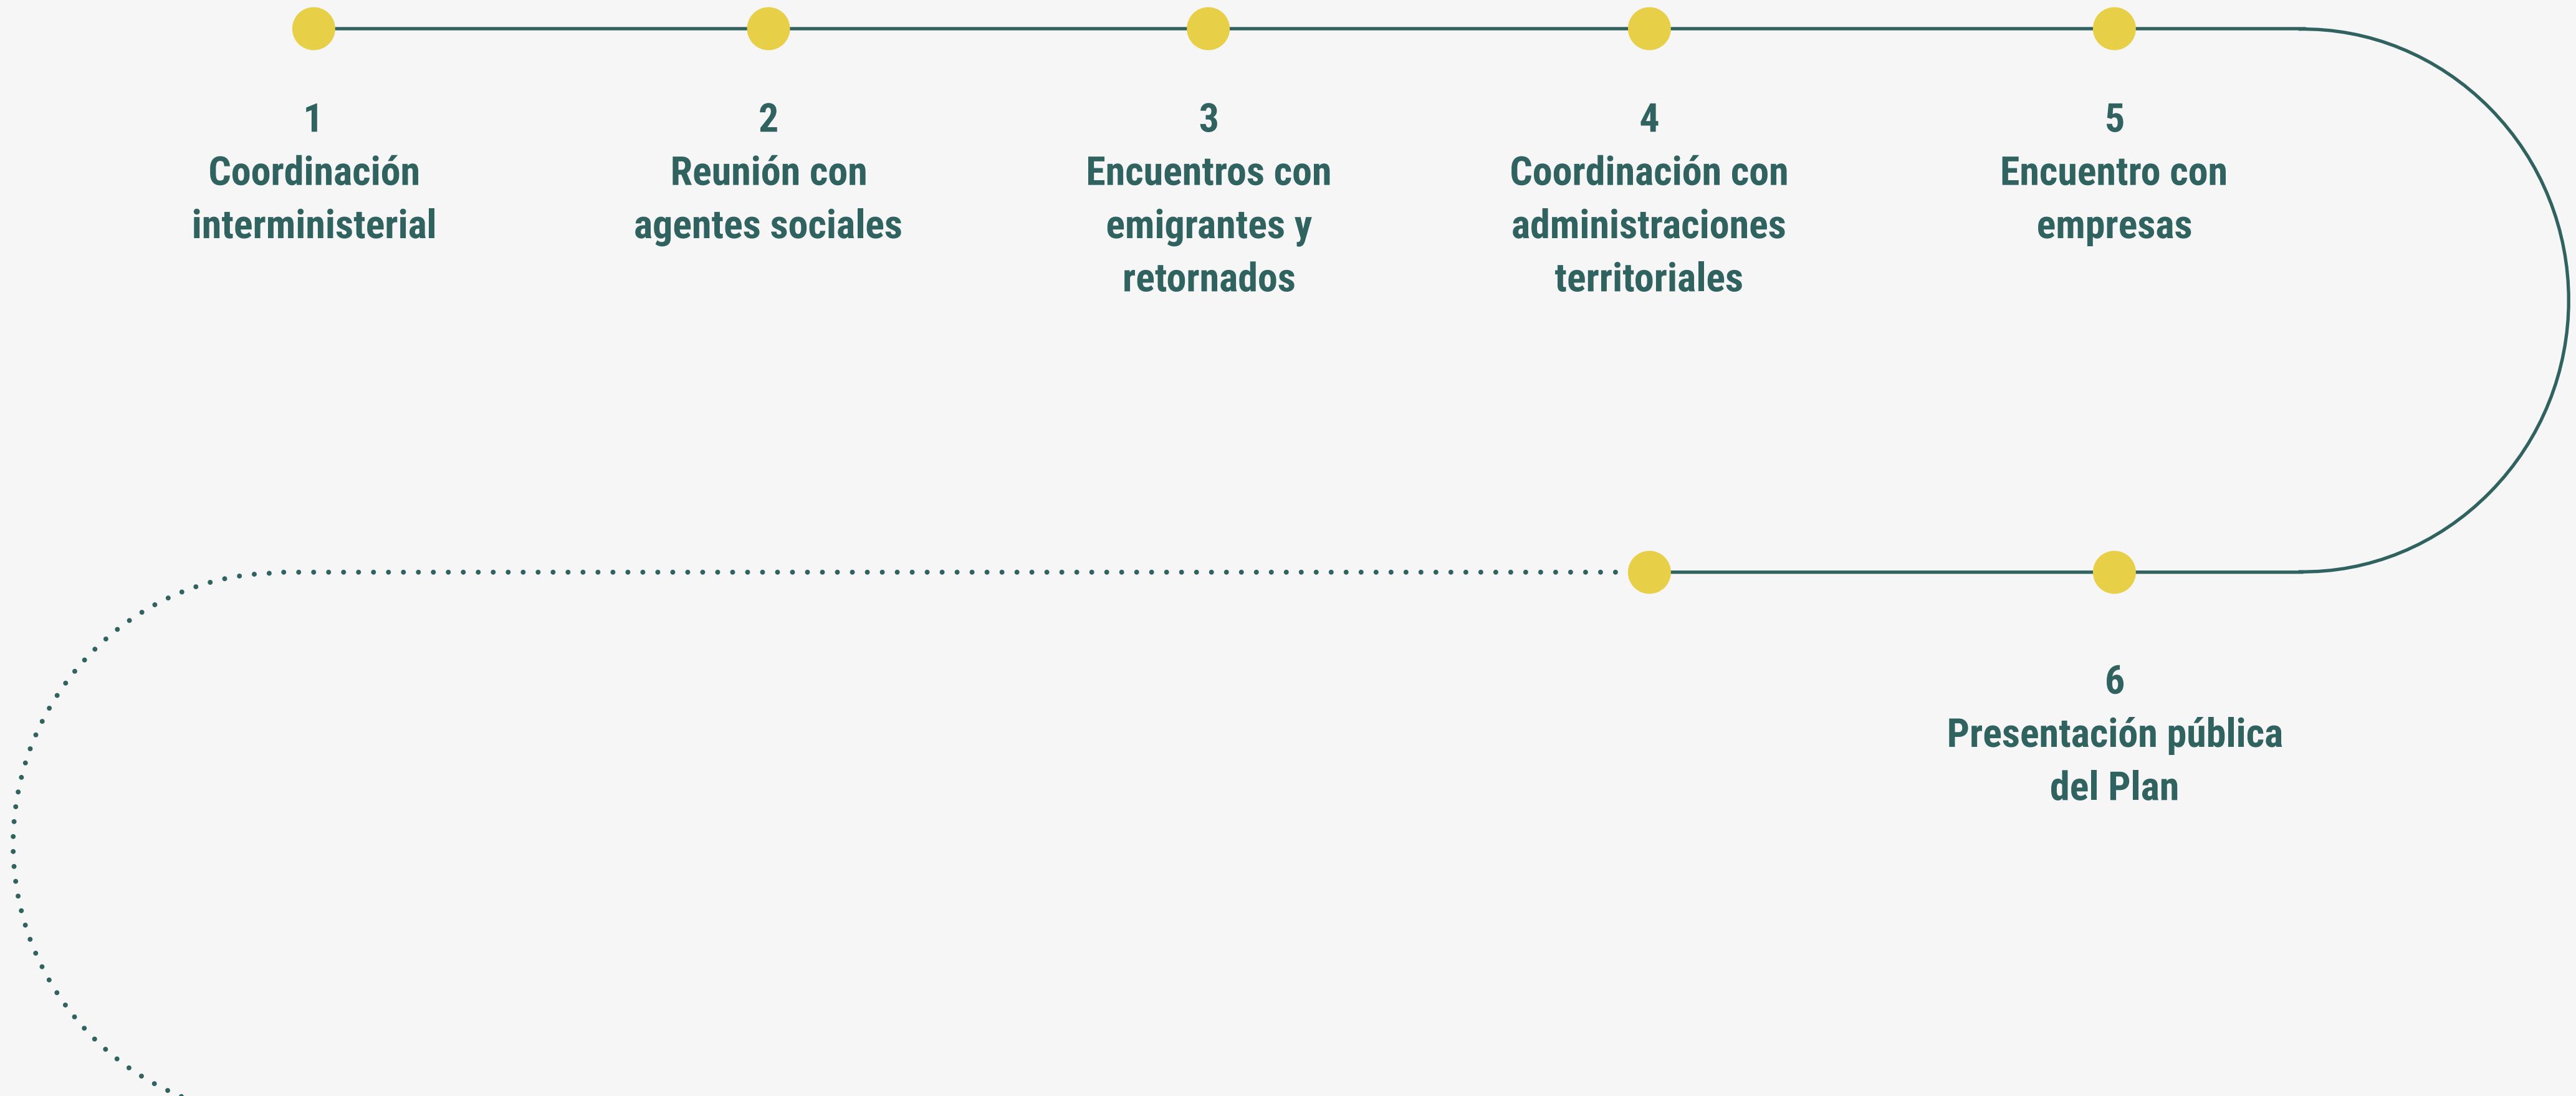 1
Coordinación
interministerial
2
Reunión con
agentes sociales
3
Encuentros con
emigrantes y
retornados
4
Coordinación con
administraciones
territoriales
5
Encuentro con
empresas
6
Presentación pública
del Plan